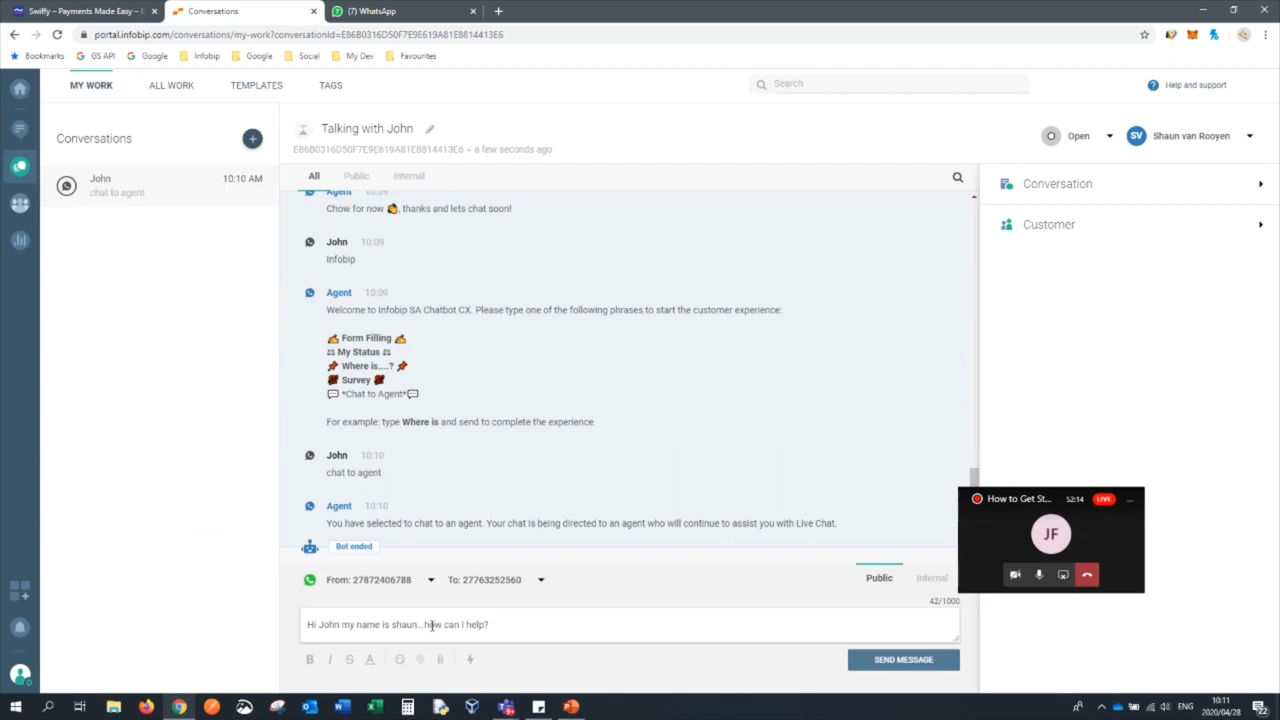 Swiffy – Payments Made Easy – E
Conversations
(7) WhatsApp
portal.infobip.com/conversations/my-work?conversationId=E86B0316D50F7E9E619A81E8814413E6
Bookmarks GS API Google Infobip Google Social My Dev Favourites
MY WORK ALL WORK TEMPLATES TAGS
Search
Help and support
Conversations
Talking with John
E86B0316D50F7E9E619A81E8814413E6 • a few seconds ago
Open
SV Shaun van Rooyen
John 10:10 AM
chat to agent
All Public Internal
Conversation
Customer
Agent 10:09
Chow for now, thanks and lets chat soon!
John 10:09
infobip
Agent 10:09
Welcome to Infobip SA Chatbot CX. Please type one of the following phrases to start the customer experience:
Form Filling
My Status
Where is....?
Survey
*Chat to Agent*
For example: type Where is and send to complete the experience
John 10:10
chat to agent
Agent 10:10
You have selected to chat to an agent. Your chat is being directed to an agent who will continue to assist you with Live Chat.
Bot ended
How to Get St... 52:14 LIVE
JF
From: 27872406788 To: 27763252560
Public Internal
42/1000
Hi John my name is shaun...how can I help?
B I S A
SEND MESSAGE
ENG
10:11
2020/04/28
22